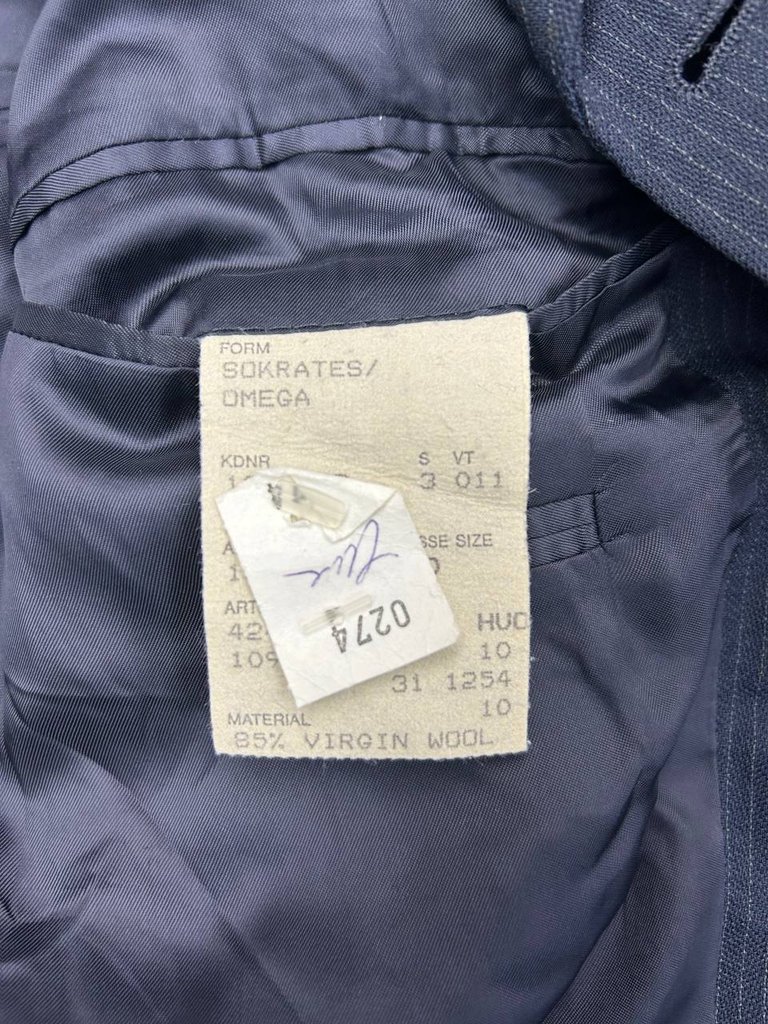 FORM
SOKRATES/
OMEGA
KDNR S VT
3 011
SSE SIZE
ART
42 HUC
109 10
31 1254
10
MATERIAL
85% VIRGIN WOOL
0274